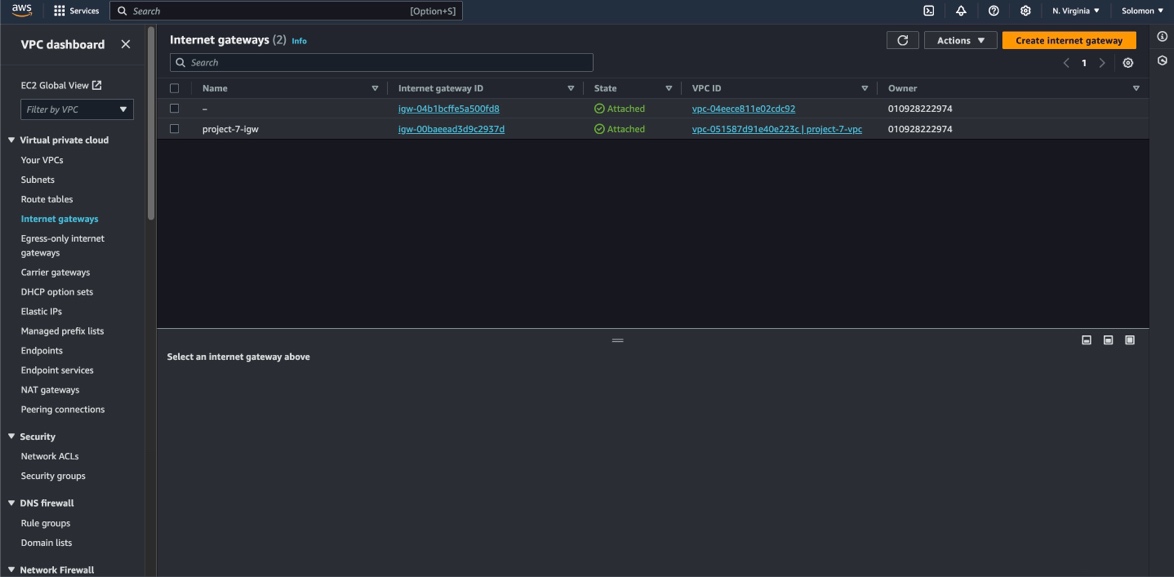 aws Services Search [Option+S] N. Virginia Solomon
VPC dashboard
EC2 Global View
Filter by VPC
Virtual private cloud
Your VPCs
Subnets
Route tables
Internet gateways
Egress-only internet
gateways
Carrier gateways
DHCP option sets
Elastic IPs
Managed prefix lists
Endpoints
Endpoint services
NAT gateways
Peering connections
Security
Network ACLs
Security groups
DNS firewall
Rule groups
Domain lists
Network Firewall
Internet gateways (2) Info
Actions Create internet gateway
Search
1
Name Internet gateway ID State VPC ID Owner
– igw-04b1bcffe5a500fd8 Attached vpc-04eece811e02cdc92 010928222974
project-7-igw igw-00baeead3d9c2937d Attached vpc-051587d91e40e223c | project-7-vpc 010928222974
Select an internet gateway above